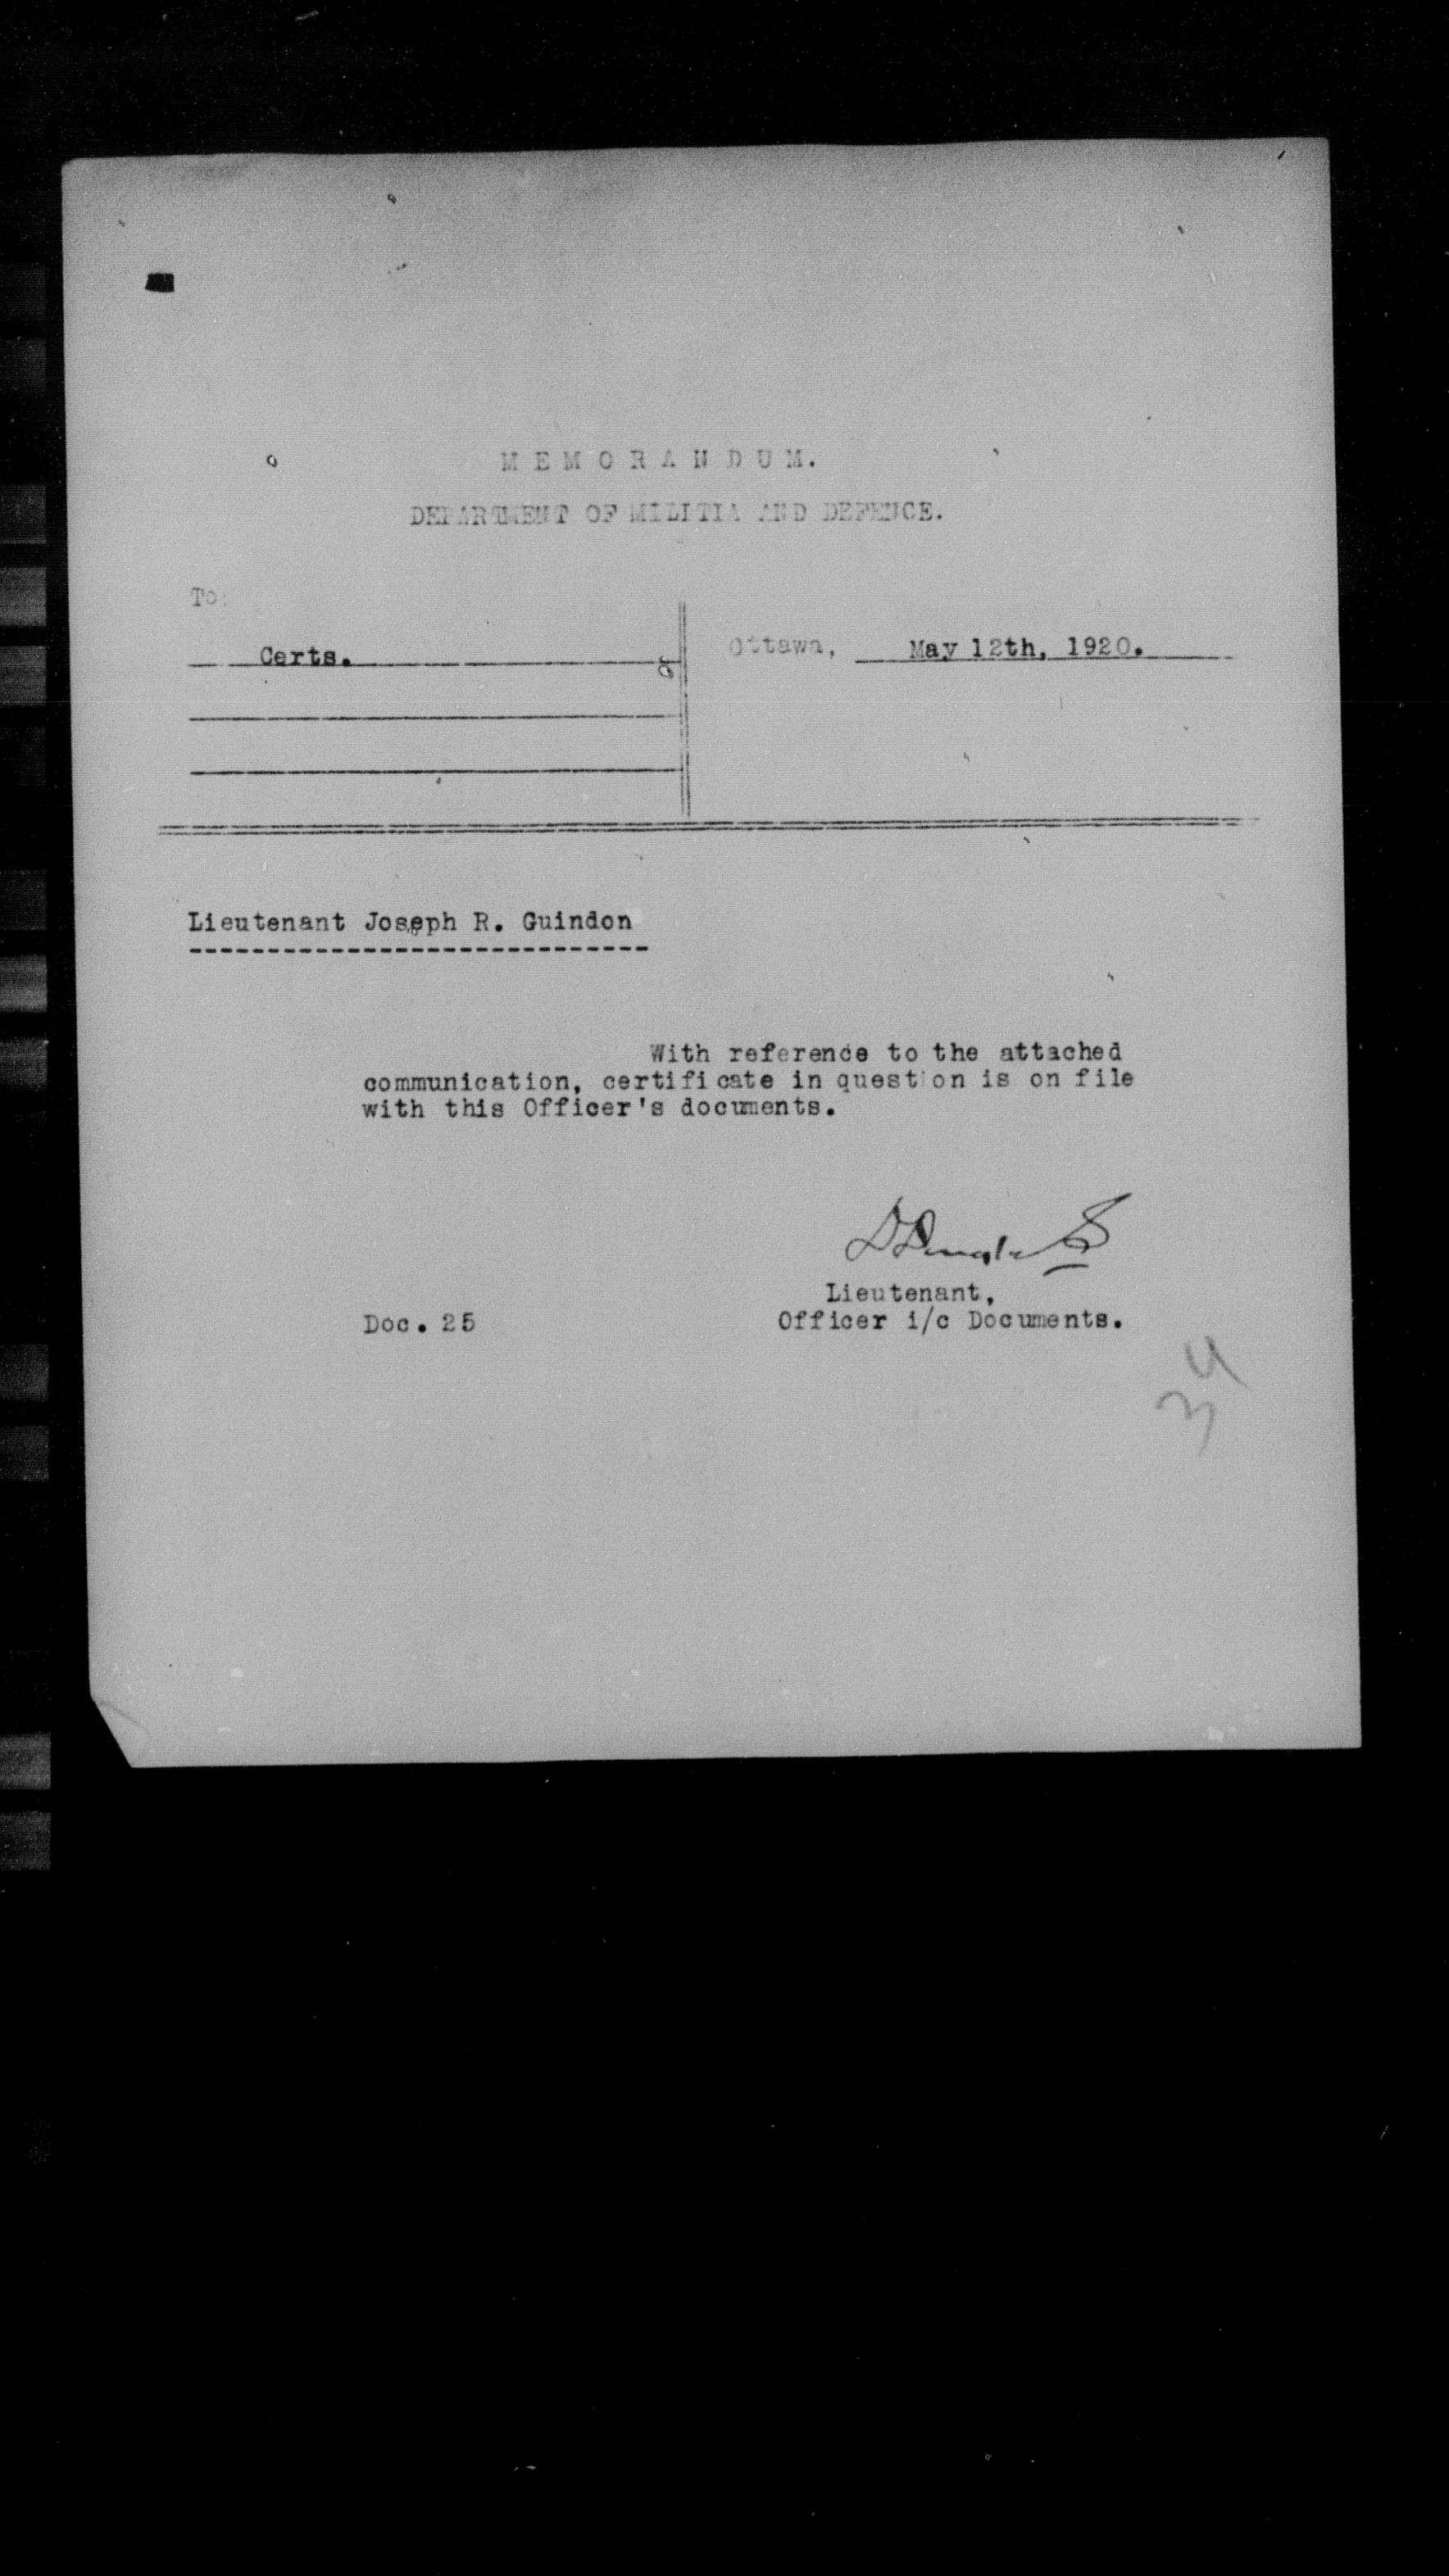 MEMORANDUM.
DEPARTMENT OF MILITIA AND DEFENCE.
To:
Certs.
Ottawa, May 12th, 1920.
Lieutenant Joseph R. Guindon
With reference to the attached
communication, certificate in question is on file
with this Officer's documents.
Lieutenant,
Officer i/c Documents.
Doc. 25
34